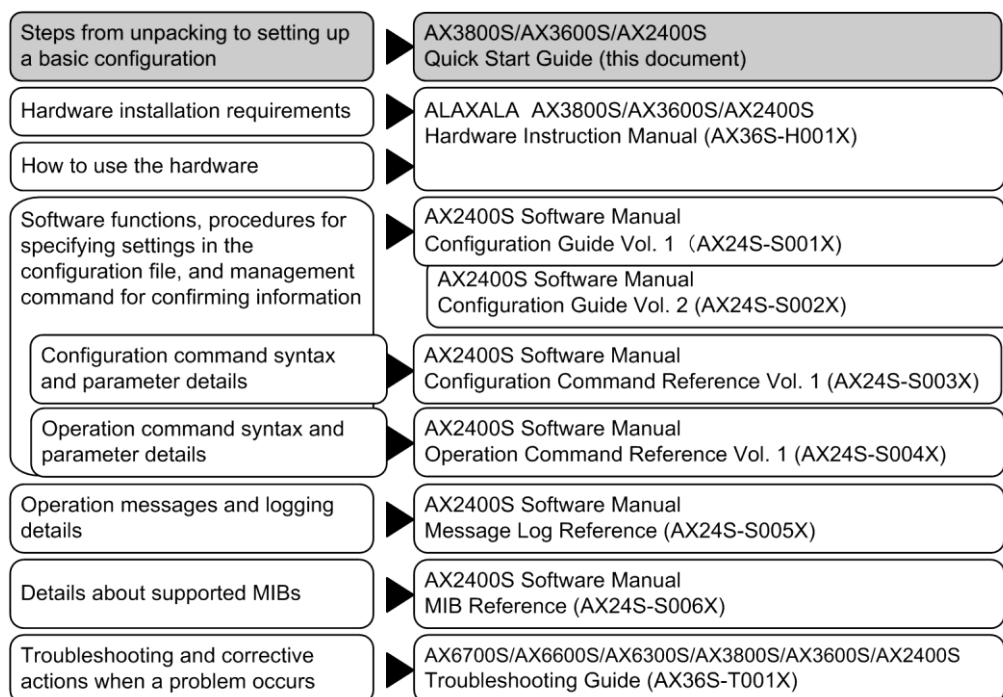 Steps from unpacking to setting up
a basic configuration
AX3800S/AX3600S/AX2400S
Quick Start Guide (this document)
Hardware installation requirements
ALAXALA  AX3800S/AX3600S/AX2400S
Hardware Instruction Manual (AX36S-H001X)
How to use the hardware
Software functions, procedures for
specifying settings in the
configuration file, and management
command for confirming information
AX2400S Software Manual
Configuration Guide Vol. 1（AX24S-S001X)
AX2400S Software Manual
Configuration Guide Vol. 2 (AX24S-S002X)
Configuration command syntax
and parameter details
AX2400S Software Manual
Configuration Command Reference Vol. 1 (AX24S-S003X)
Operation command syntax and
parameter details
AX2400S Software Manual
Operation Command Reference Vol. 1 (AX24S-S004X)
Operation messages and logging
details
AX2400S Software Manual
Message Log Reference (AX24S-S005X)
Details about supported MIBs
AX2400S Software Manual
MIB Reference (AX24S-S006X)
Troubleshooting and corrective
actions when a problem occurs
AX6700S/AX6600S/AX6300S/AX3800S/AX3600S/AX2400S
Troubleshooting Guide (AX36S-T001X)